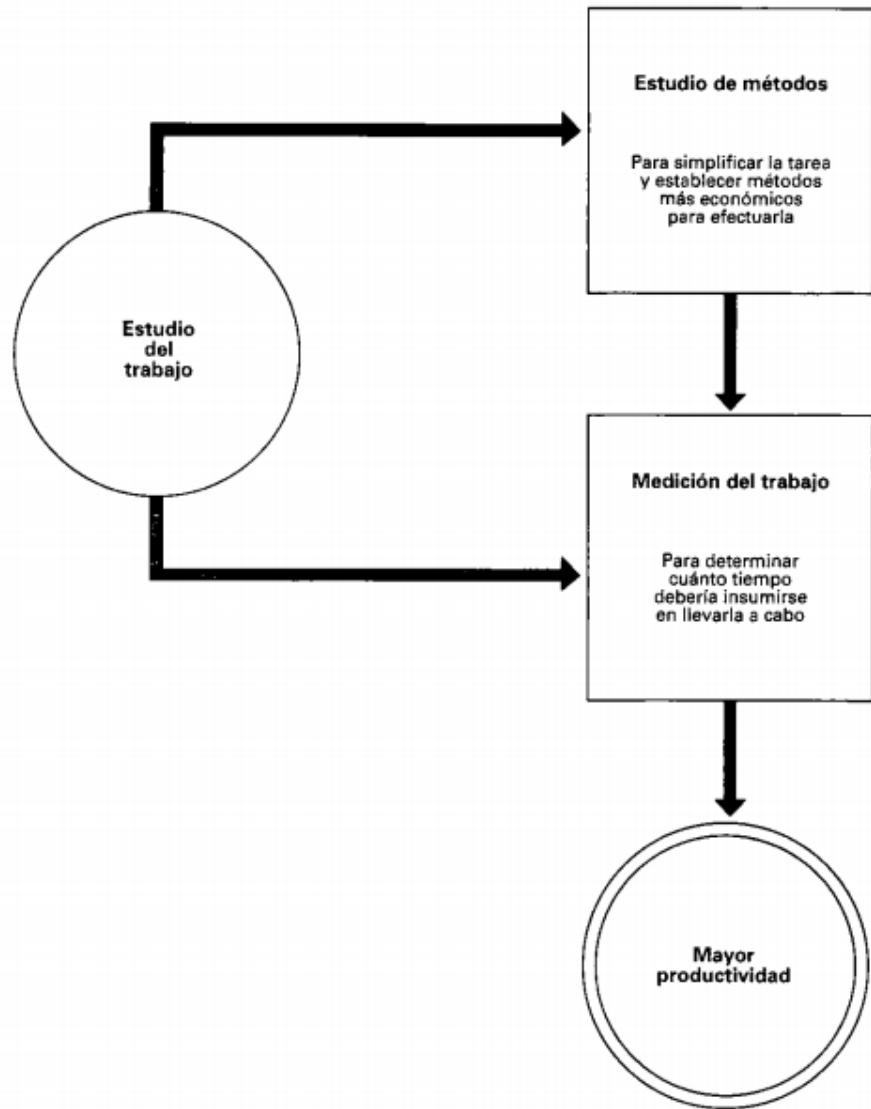 Estudio de métodos
Para simplificar la tarea
y establecer métodos
más económicos
para efectuarla
Estudio
del
trabajo
Medición del trabajo
Para determinar
cuánto tiempo
debería insumirse
en llevarla a cabo
Mayor
productividad